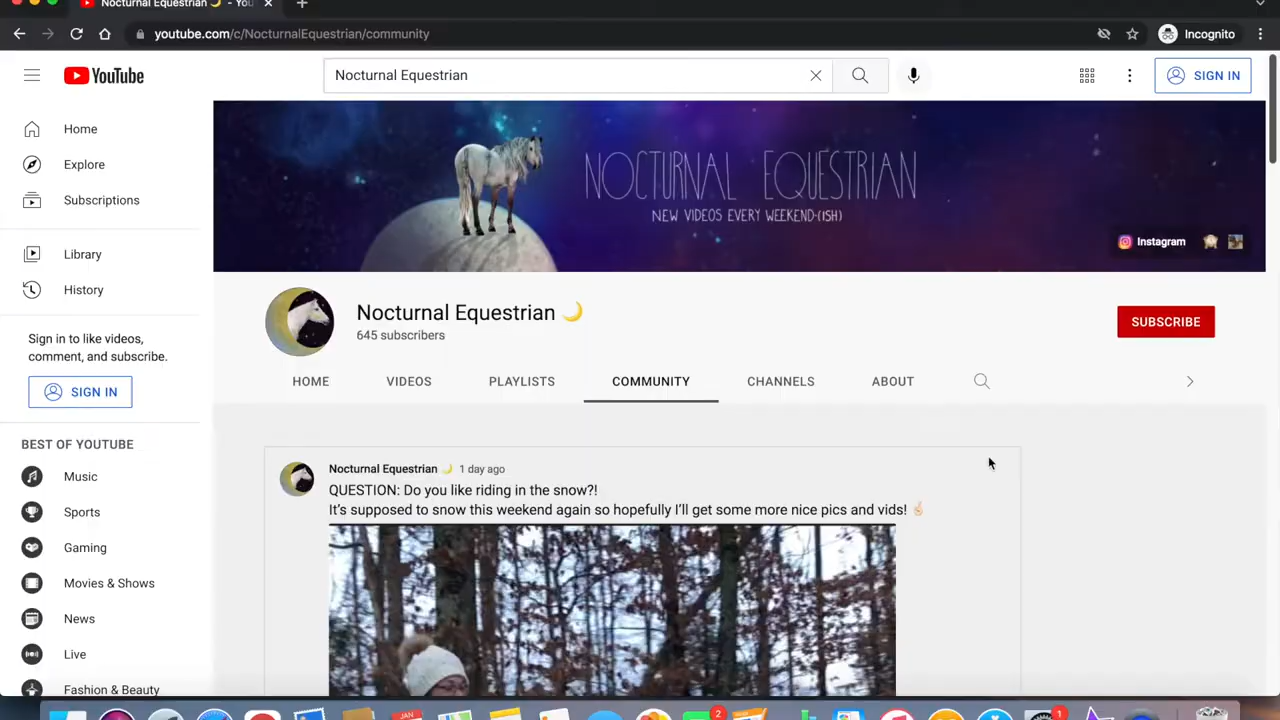 Nocturnal Equestrian 🌙 - You
youtube.com/c/NocturnalEquestrian/community
Incognito
YouTube
Nocturnal Equestrian
SIGN IN
Home
Explore
Subscriptions
Library
History
Sign in to like videos,
comment, and subscribe.
SIGN IN
BEST OF YOUTUBE
Music
Sports
Gaming
Movies & Shows
News
Live
Fashion & Beauty
NOCTURNAL EQUESTRIAN
NEW VIDEOS EVERY WEEKEND-(ISH)
Instagram
Nocturnal Equestrian 🌙
645 subscribers
SUBSCRIBE
HOME VIDEOS PLAYLISTS COMMUNITY CHANNELS ABOUT
Nocturnal Equestrian 🌙 1 day ago
QUESTION: Do you like riding in the snow?!
It's supposed to snow this weekend again so hopefully I'll get some more nice pics and vids! 🤞🏻
JAN
2
1